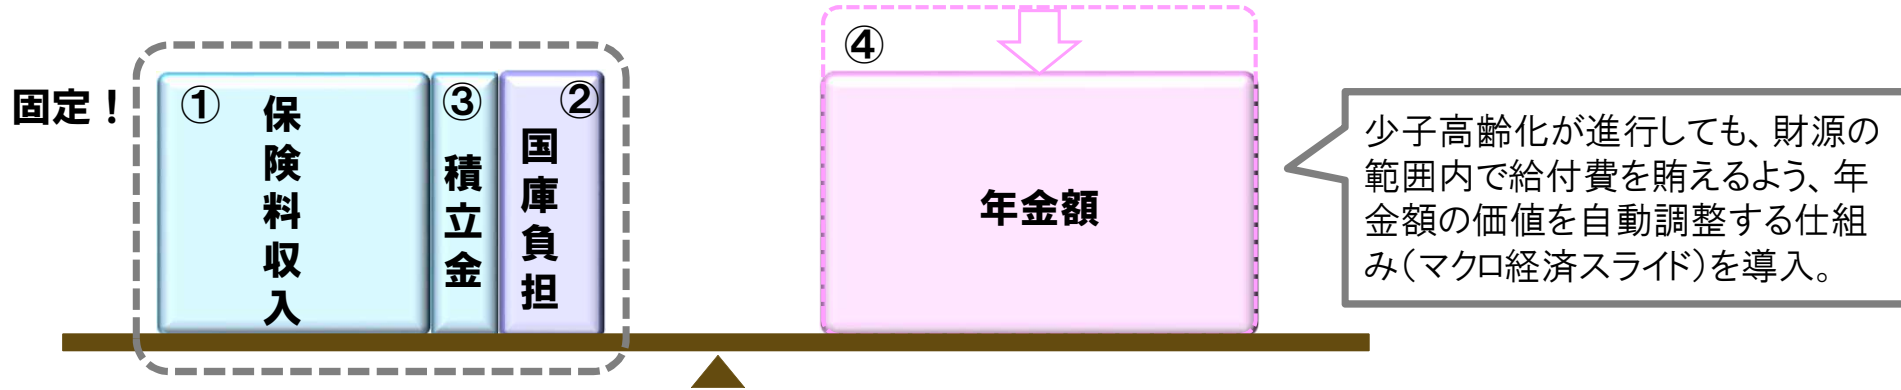 固定！
①
保険料収入
③
積立金
②
国庫負担
④
年金額
少子高齢化が進行しても、財源の
範囲内で給付費を賄えるよう、年
金額の価値を自動調整する仕組
み（マクロ経済スライド）を導入。